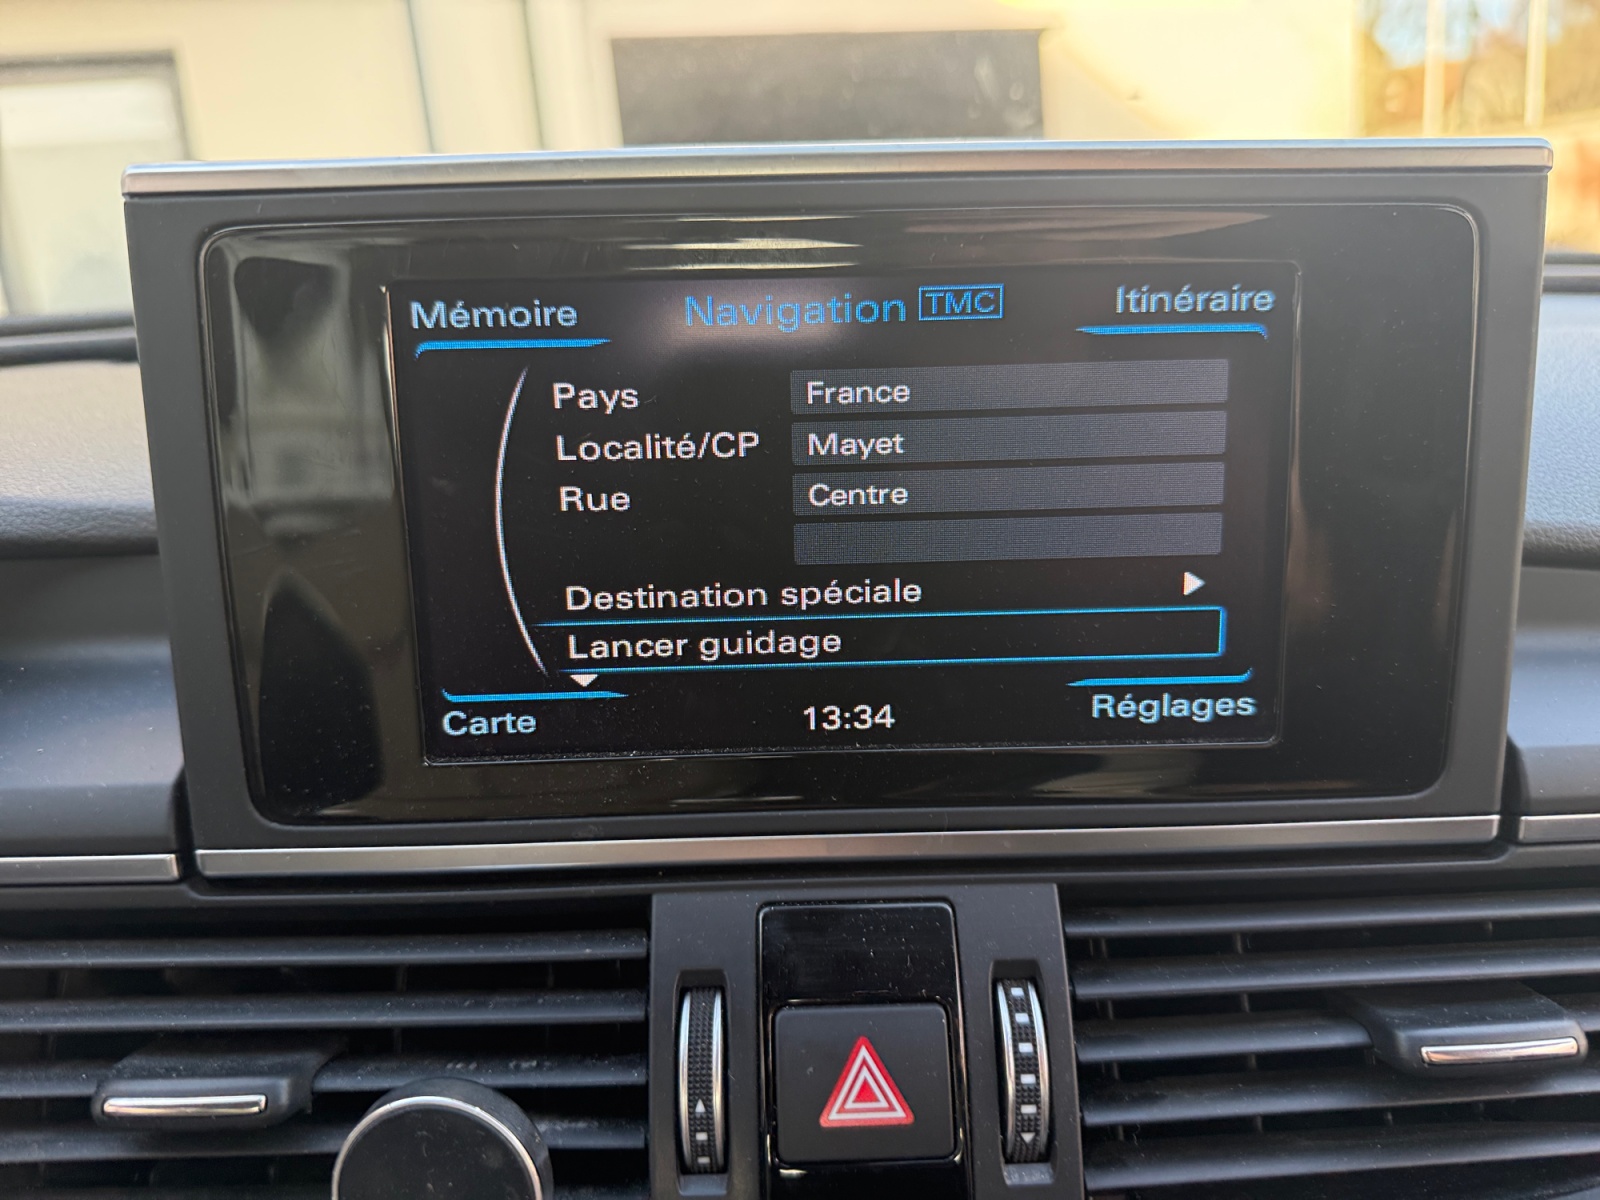 Mémoire Navigation TMC Itinéraire
Pays France
Localité/CP Mayet
Rue Centre
Destination spéciale
Lancer guidage
Carte 13:34 Réglages